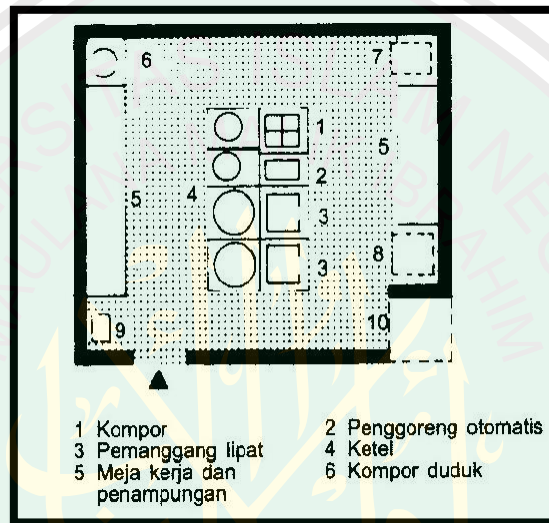 6
7
1
2
5
4
5
3
3
8
9
10
1 Kompor
2 Penggoreng otomatis
3 Pemanggang lipat
4 Ketel
5 Meja kerja dan
penampungan
6 Kompor duduk